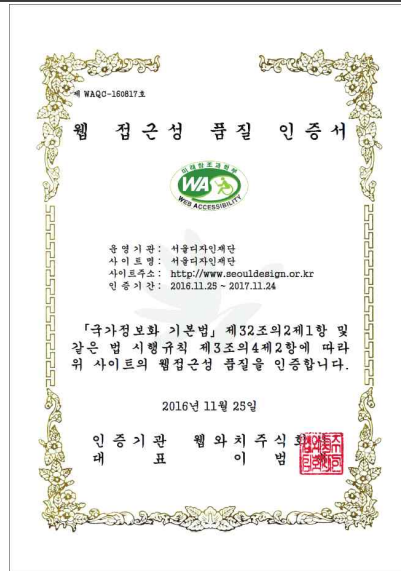 제 WAQC-160817호
웹 접근성 품질 인증서
미래창조과학부
WA
WEB ACCESSIBILITY
운영기관: 서울디자인재단
사이트명: 서울디자인재단
사이트주소: http://www.seouldesign.or.kr
인증기간: 2016.11.25 ~ 2017.11.24
「국가정보화 기본법」 제32조의2제1항 및
같은 법 시행규칙 제3조의4제2항에 따라
위 사이트의 웹접근성 품질을 인증합니다.
2016년 11월 25일
인증기관 웹와치주식회
대 표 이 범